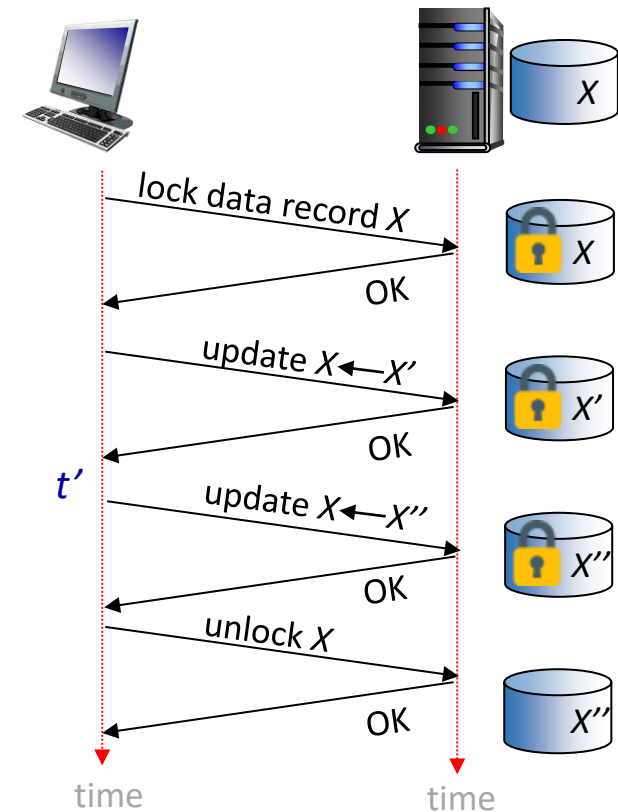 X
lock data record X
X
OK
update X←X’
X’
OK
t’
update X←X’’
X’’
OK
unlock X
X’’
OK
time
time